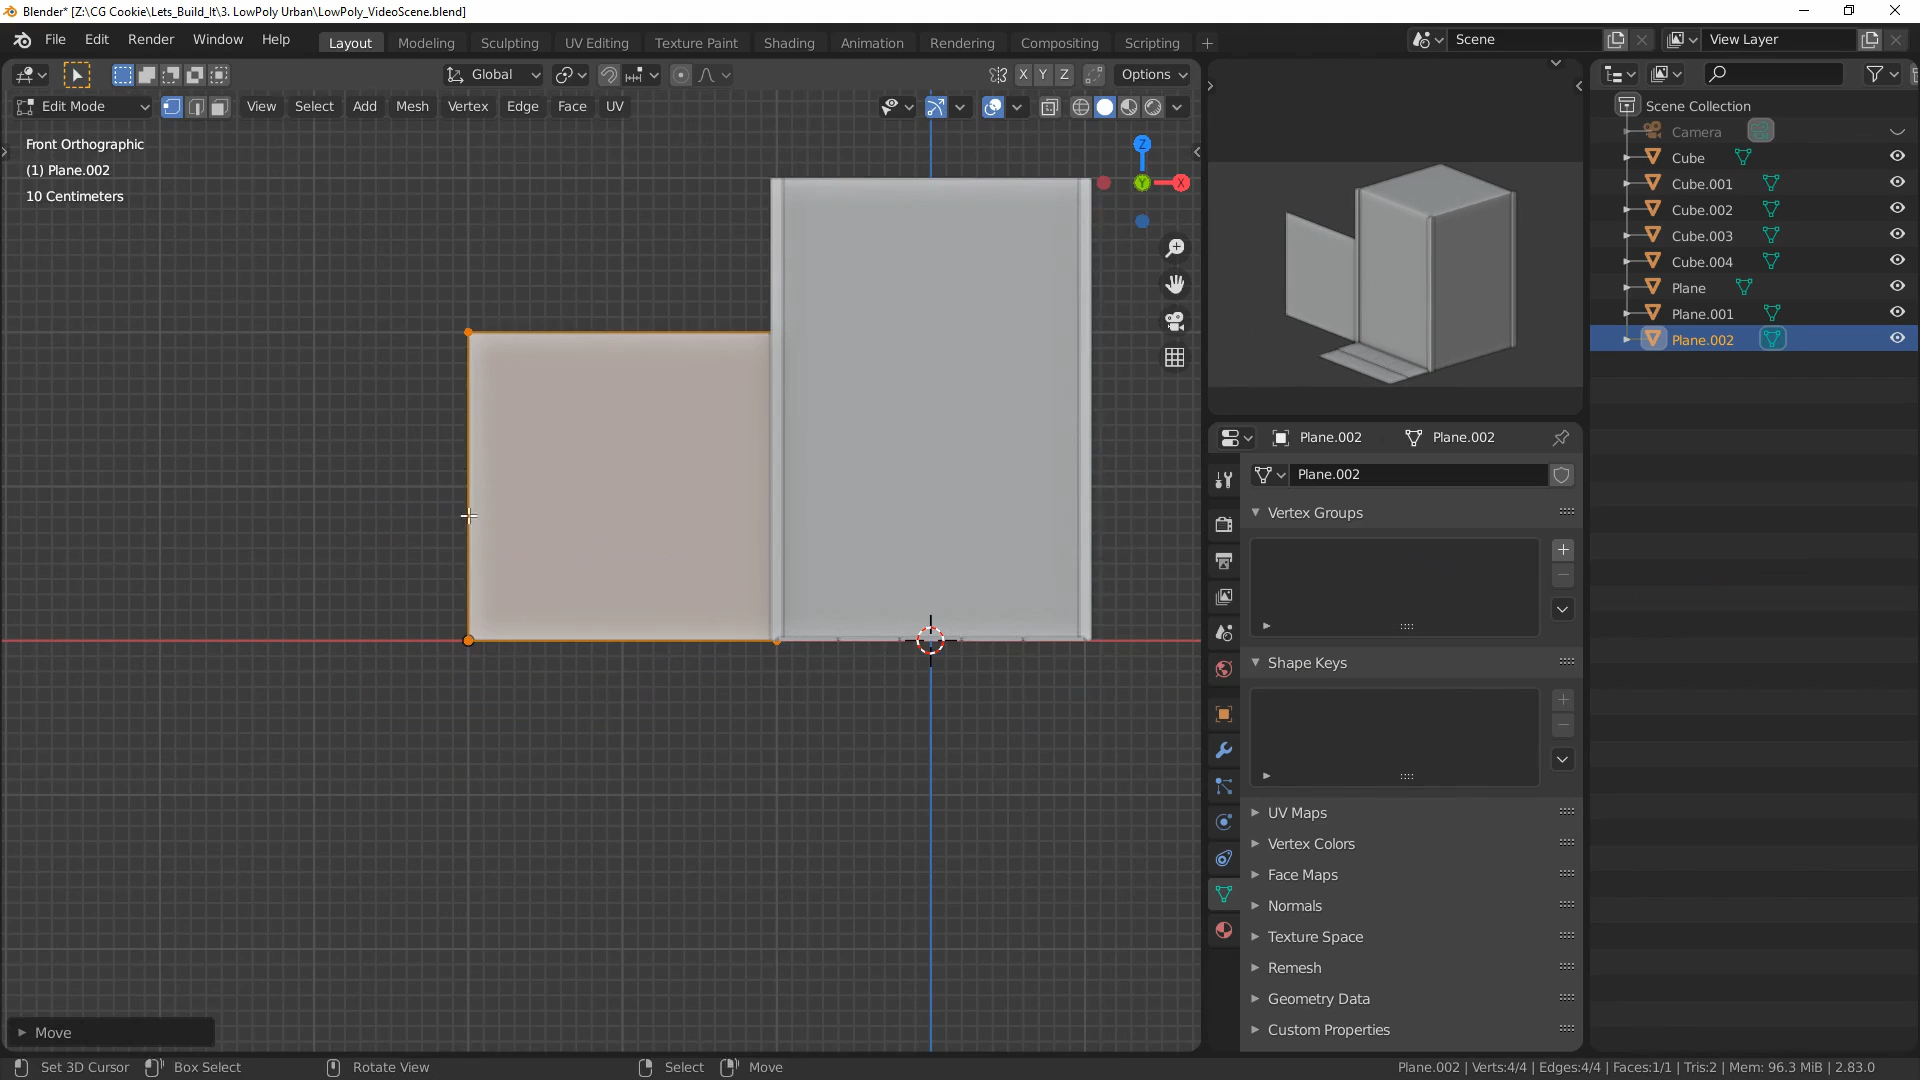 Blender* [Z:\CG Cookie\Lets_Build_It\3. LowPoly Urban\LowPoly_VideoScene.blend]
File Edit Render Window Help Layout Modeling Sculpting UV Editing Texture Paint Shading Animation Rendering Compositing Scripting + Scene View Layer
Global X Y Z Options
Edit Mode View Select Add Mesh Vertex Edge Face UV
Front Orthographic
(1) Plane.002
10 Centimeters
Z
Y X
Move
Plane.002 Plane.002
Plane.002
Vertex Groups
Shape Keys
UV Maps
Vertex Colors
Face Maps
Normals
Texture Space
Remesh
Geometry Data
Custom Properties
Scene Collection
Camera
Cube
Cube.001
Cube.002
Cube.003
Cube.004
Plane
Plane.001
Plane.002
Set 3D Cursor Box Select Rotate View Select Move Plane.002 | Verts:4/4 | Edges:4/4 | Faces:1/1 | Tris:2 | Mem: 96.3 MiB | 2.83.0